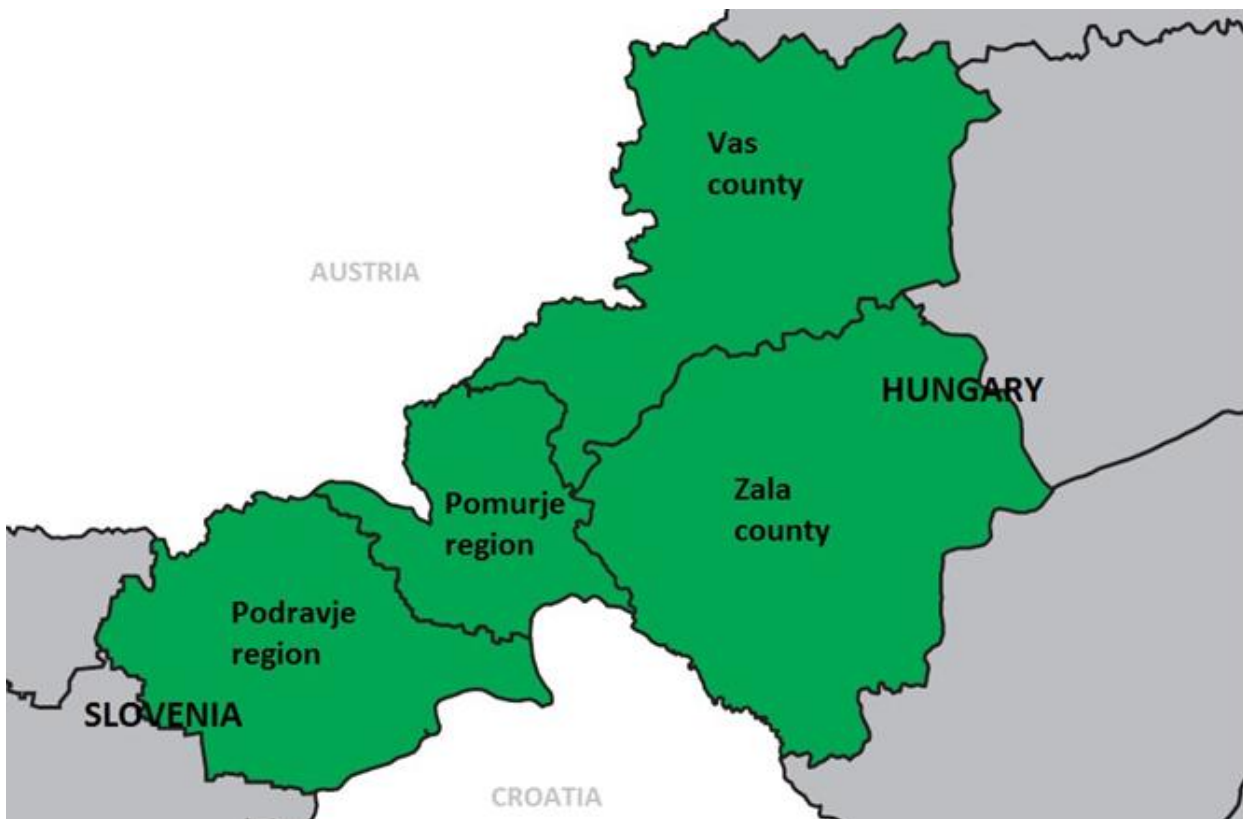 Vas
county
AUSTRIA
HUNGARY
Zala
county
Pomurje
region
Podravje
region
SLOVENIA
CROATIA